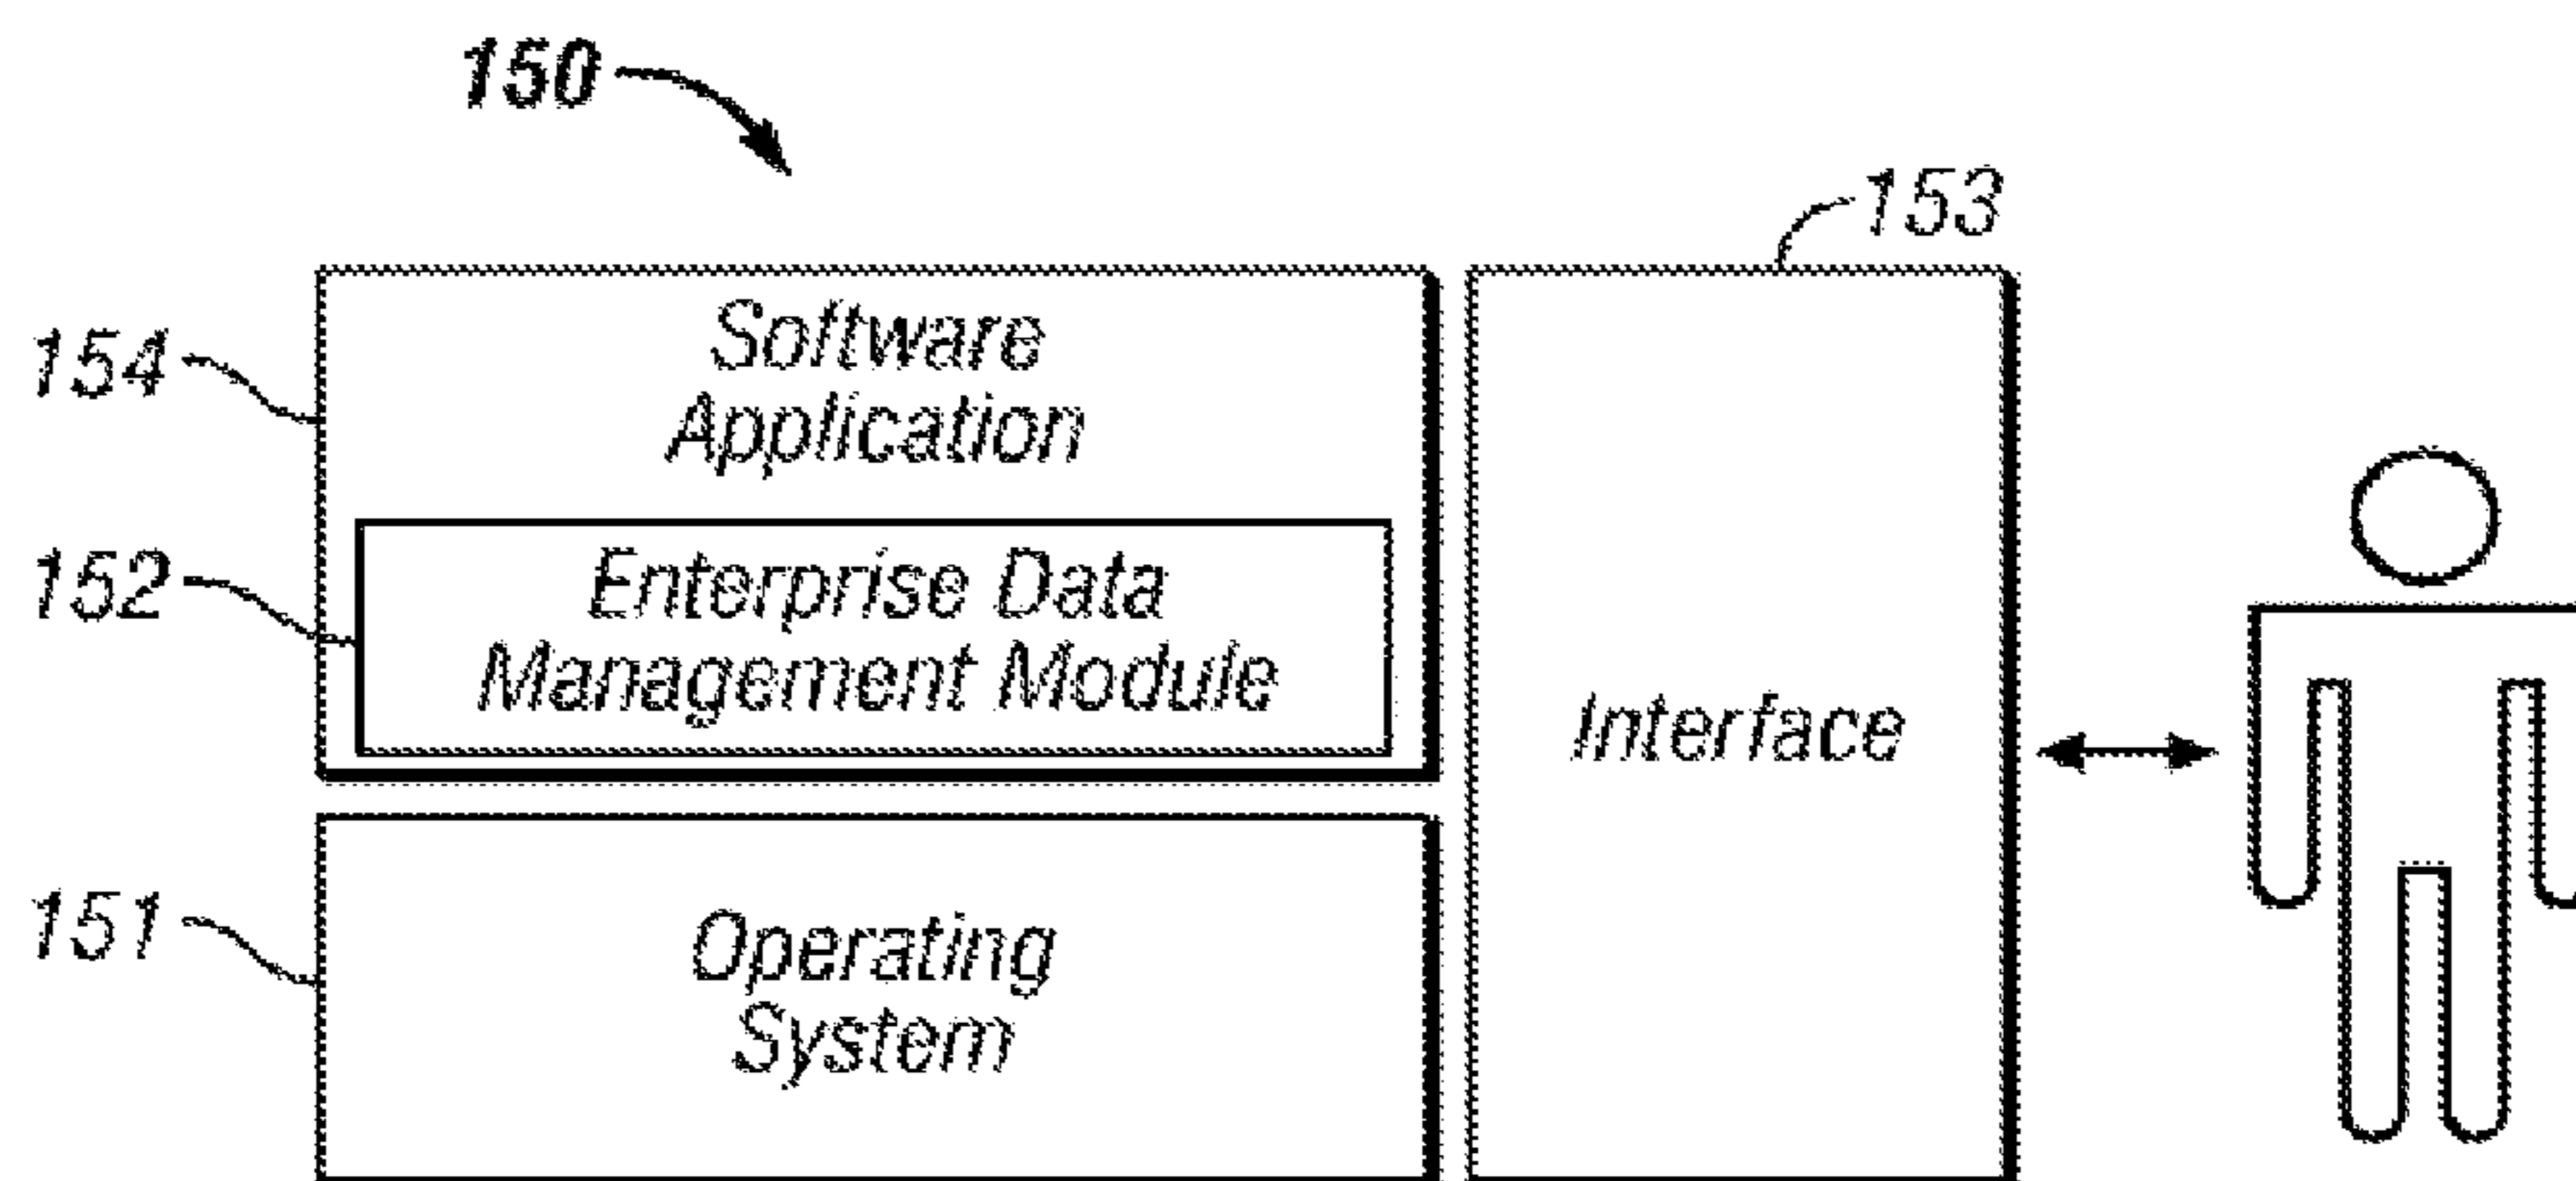 150
153
154
Software
Application
152
Enterprise Data
Management Module
Interface
151
Operating
System